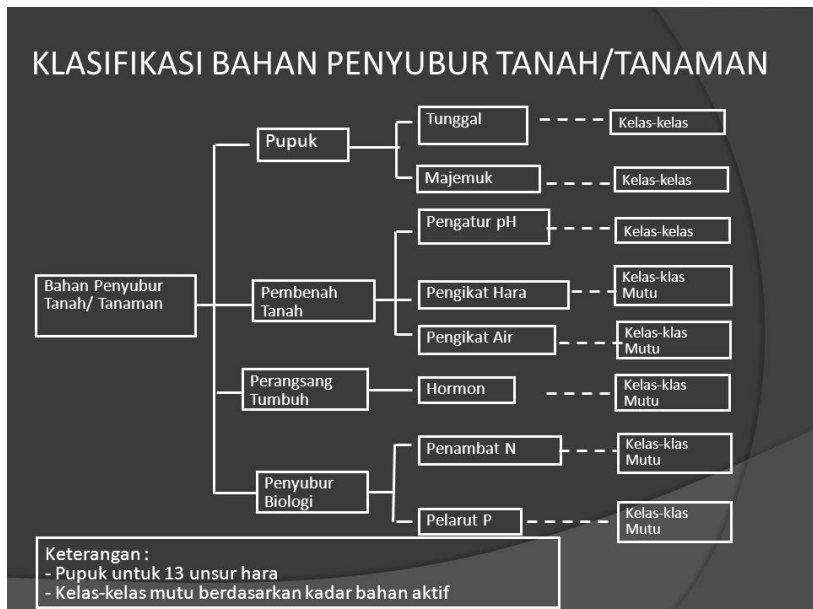 KLASIFIKASI BAHAN PENYUBUR TANAH/TANAMAN
Tunggal
Kelas-kelas
Pupuk
Majemuk
Kelas-kelas
Pengatur pH
Kelas-kelas
Bahan Penyubur
Tanah/ Tanaman
Pembenah
Tanah
Pengikat Hara
Kelas-klas
Mutu
Pengikat Air
Kelas-klas
Mutu
Perangsang
Tumbuh
Hormon
Kelas-klas
Mutu
Penambat N
Kelas-klas
Mutu
Penyubur
Biologi
Pelarut P
Kelas-klas
Mutu
Keterangan :
- Pupuk untuk 13 unsur hara
- Kelas-kelas mutu berdasarkan kadar bahan aktif